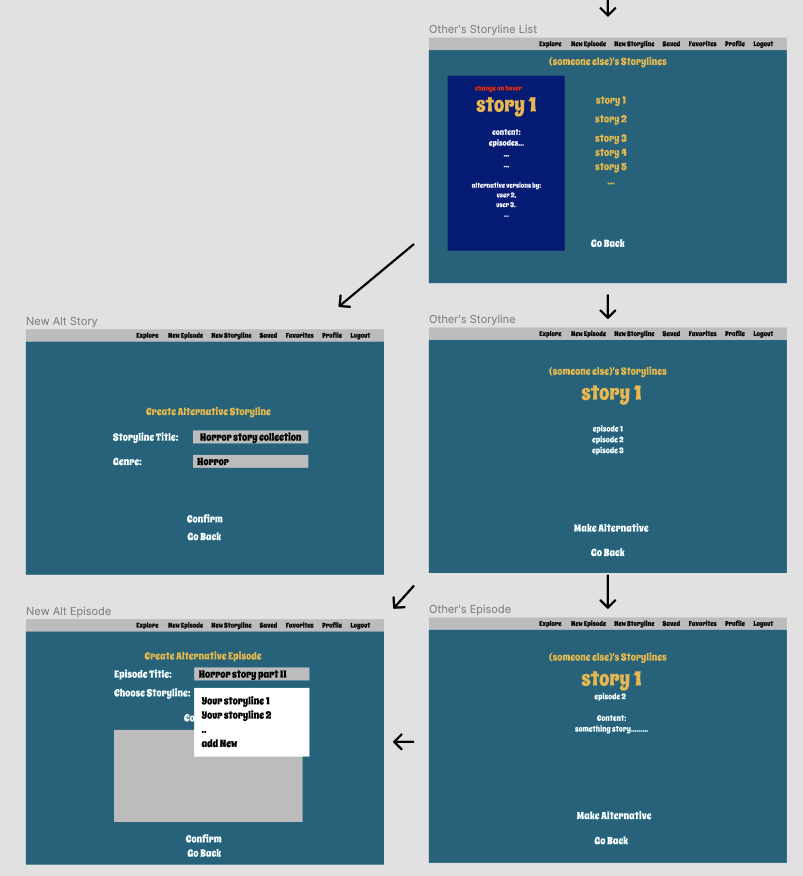 Other's Storyline List
Explore New Episode New Storyline Saved Favorites Profile Logout
(someone else)'s Storylines
change on hover
story 1
content:
episodes...
...
...
alternative versions by:
user 2,
user 3,
...
story 1
story 2
story 3
story 4
story 5
...
Go Back
New Alt Story
Explore New Episode New Storyline Saved Favorites Profile Logout
Create Alternative Storyline
Storyline Title: Horror story collection
Genre: Horror
Confirm
Go Back
Other's Storyline
Explore New Episode New Storyline Saved Favorites Profile Logout
(someone else)'s Storylines
story 1
episode 1
episode 2
episode 3
Make Alternative
Go Back
New Alt Episode
Explore New Episode New Storyline Saved Favorites Profile Logout
Create Alternative Episode
Episode Title: Horror story part II
Choose Storyline:
Your storyline 1
Your storyline 2
..
add New
Co
Confirm
Go Back
Other's Episode
Explore New Episode New Storyline Saved Favorites Profile Logout
(someone else)'s Storylines
story 1
episode 2
Content:
something story.........
Make Alternative
Go Back